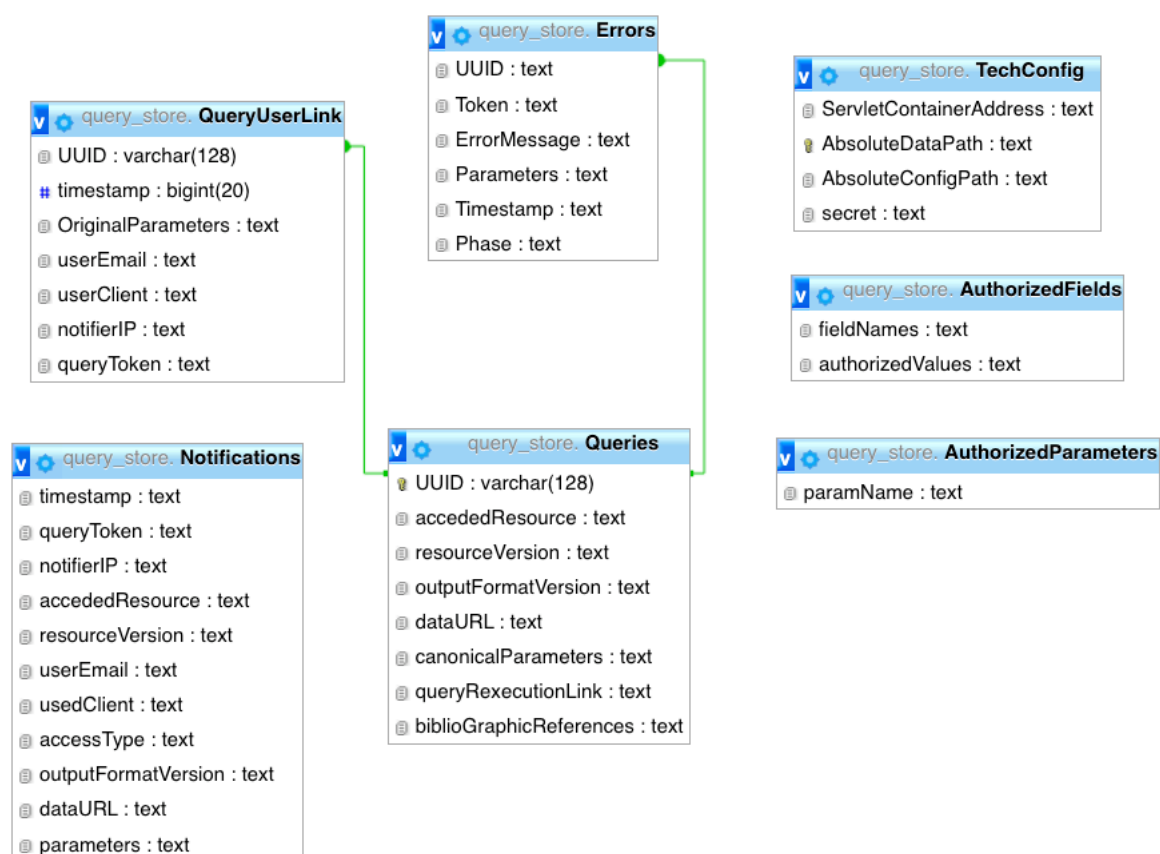 query_store. Errors
UUID : text
Token : text
ErrorMessage : text
Parameters : text
Timestamp : text
Phase : text
v query_store. TechConfig
ServletContainerAddress : text
AbsoluteDataPath : text
AbsoluteConfigPath : text
secret : text
v query_store. QueryUserLink
UUID : varchar(128)
# timestamp : bigint(20)
OriginalParameters : text
userEmail : text
userClient : text
notifierIP : text
queryToken : text
v query_store. AuthorizedFields
fieldNames : text
authorizedValues : text
v query_store. Notifications
timestamp : text
queryToken : text
notifierIP : text
accededResource : text
resourceVersion : text
userEmail : text
usedClient : text
accessType : text
outputFormatVersion : text
dataURL : text
parameters : text
v query_store. Queries
UUID : varchar(128)
accededResource : text
resourceVersion : text
outputFormatVersion : text
dataURL : text
canonicalParameters : text
queryRexecutionLink : text
biblioGraphicReferences : text
v query_store. AuthorizedParameters
paramName : text